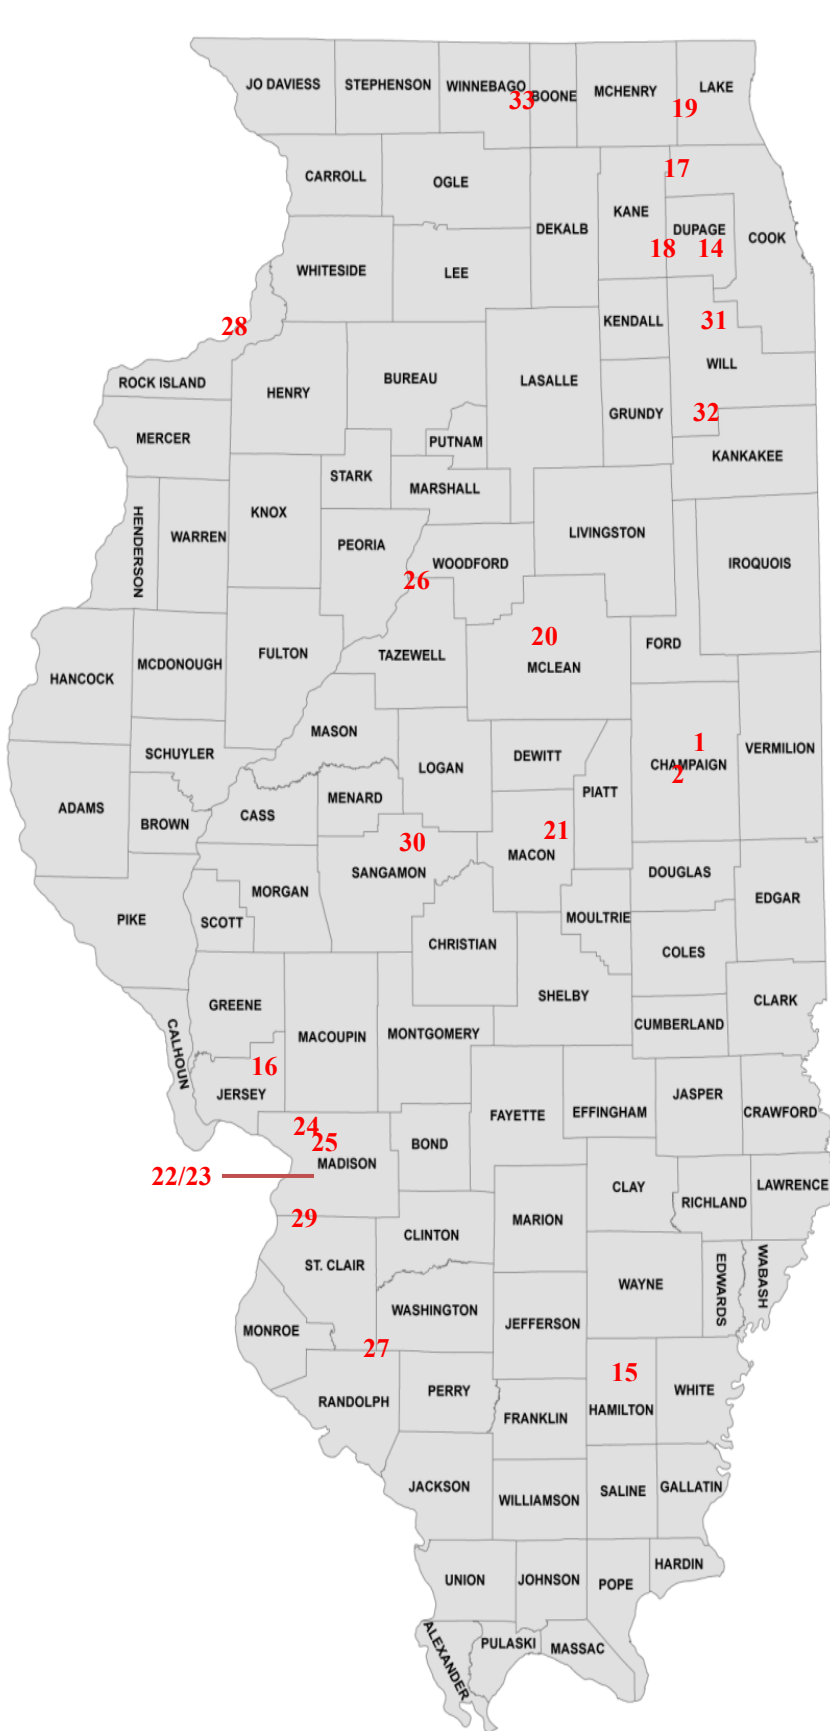 JO DAVIESS
STEPHENSON
WINNEBAGO
33
BOONE
MCHENRY
LAKE
19
CARROLL
OGLE
17
DEKALB
KANE
DUPAGE
COOK
18
14
WHITESIDE
LEE
28
KENDALL
31
ROCK ISLAND
HENRY
BUREAU
LASALLE
WILL
GRUNDY
32
MERCER
PUTNAM
KANKAKEE
STARK
MARSHALL
HENDERSON
WARREN
KNOX
PEORIA
LIVINGSTON
WOODFORD
IROQUOIS
26
20
HANCOCK
MCDONOUGH
FULTON
TAZEWELL
MCLEAN
FORD
MASON
SCHUYLER
LOGAN
DEWITT
1
CHAMPAIGN
2
VERMILION
ADAMS
BROWN
CASS
MENARD
PIATT
30
21
SANGAMON
MACON
DOUGLAS
MORGAN
EDGAR
PIKE
SCOTT
MOULTRIE
CHRISTIAN
COLES
GREENE
SHELBY
CLARK
CALHOUN
MACOUPIN
MONTGOMERY
CUMBERLAND
16
JERSEY
JASPER
FAYETTE
EFFINGHAM
CRAWFORD
24
25
BOND
MADISON
22/23
CLAY
RICHLAND
LAWRENCE
29
MARION
CLINTON
ST. CLAIR
WAYNE
EDWARDS
WABASH
WASHINGTON
JEFFERSON
MONROE
27
15
RANDOLPH
PERRY
HAMILTON
WHITE
FRANKLIN
JACKSON
WILLIAMSON
SALINE
GALLATIN
UNION
JOHNSON
POPE
HARDIN
ALEXANDER
PULASKI
MASSAC